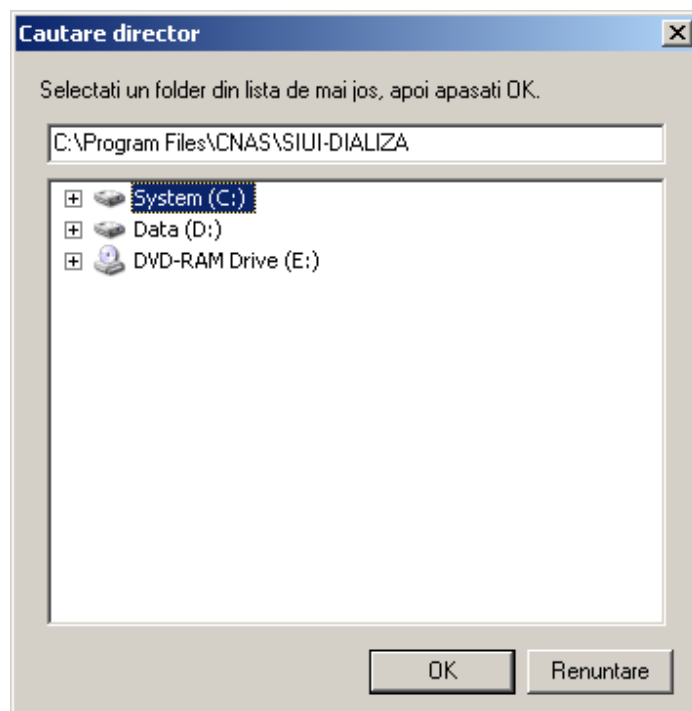 Cautare director
Selectati un folder din lista de mai jos, apoi apasati OK.
C:\Program Files\CNAS\SIUI-DIALIZA
System (C:)
Data (D:)
DVD-RAM Drive (E:)
OK
Renuntare